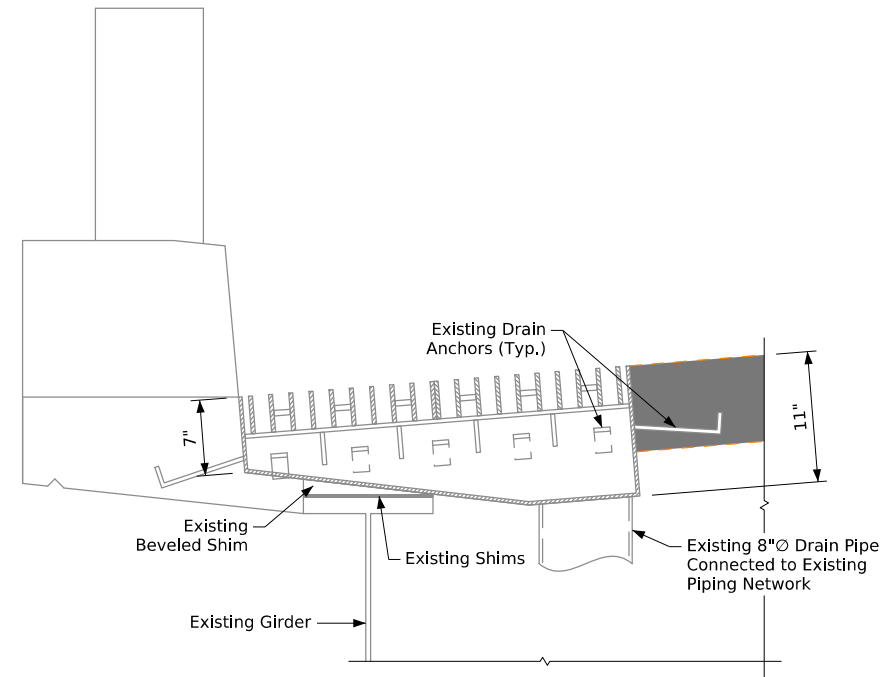 Existing Drain
Anchors (Typ.)
7"
11"
Existing
Beveled Shim
Existing Shims
Existing 8"∅ Drain Pipe
Connected to Existing
Piping Network
Existing Girder